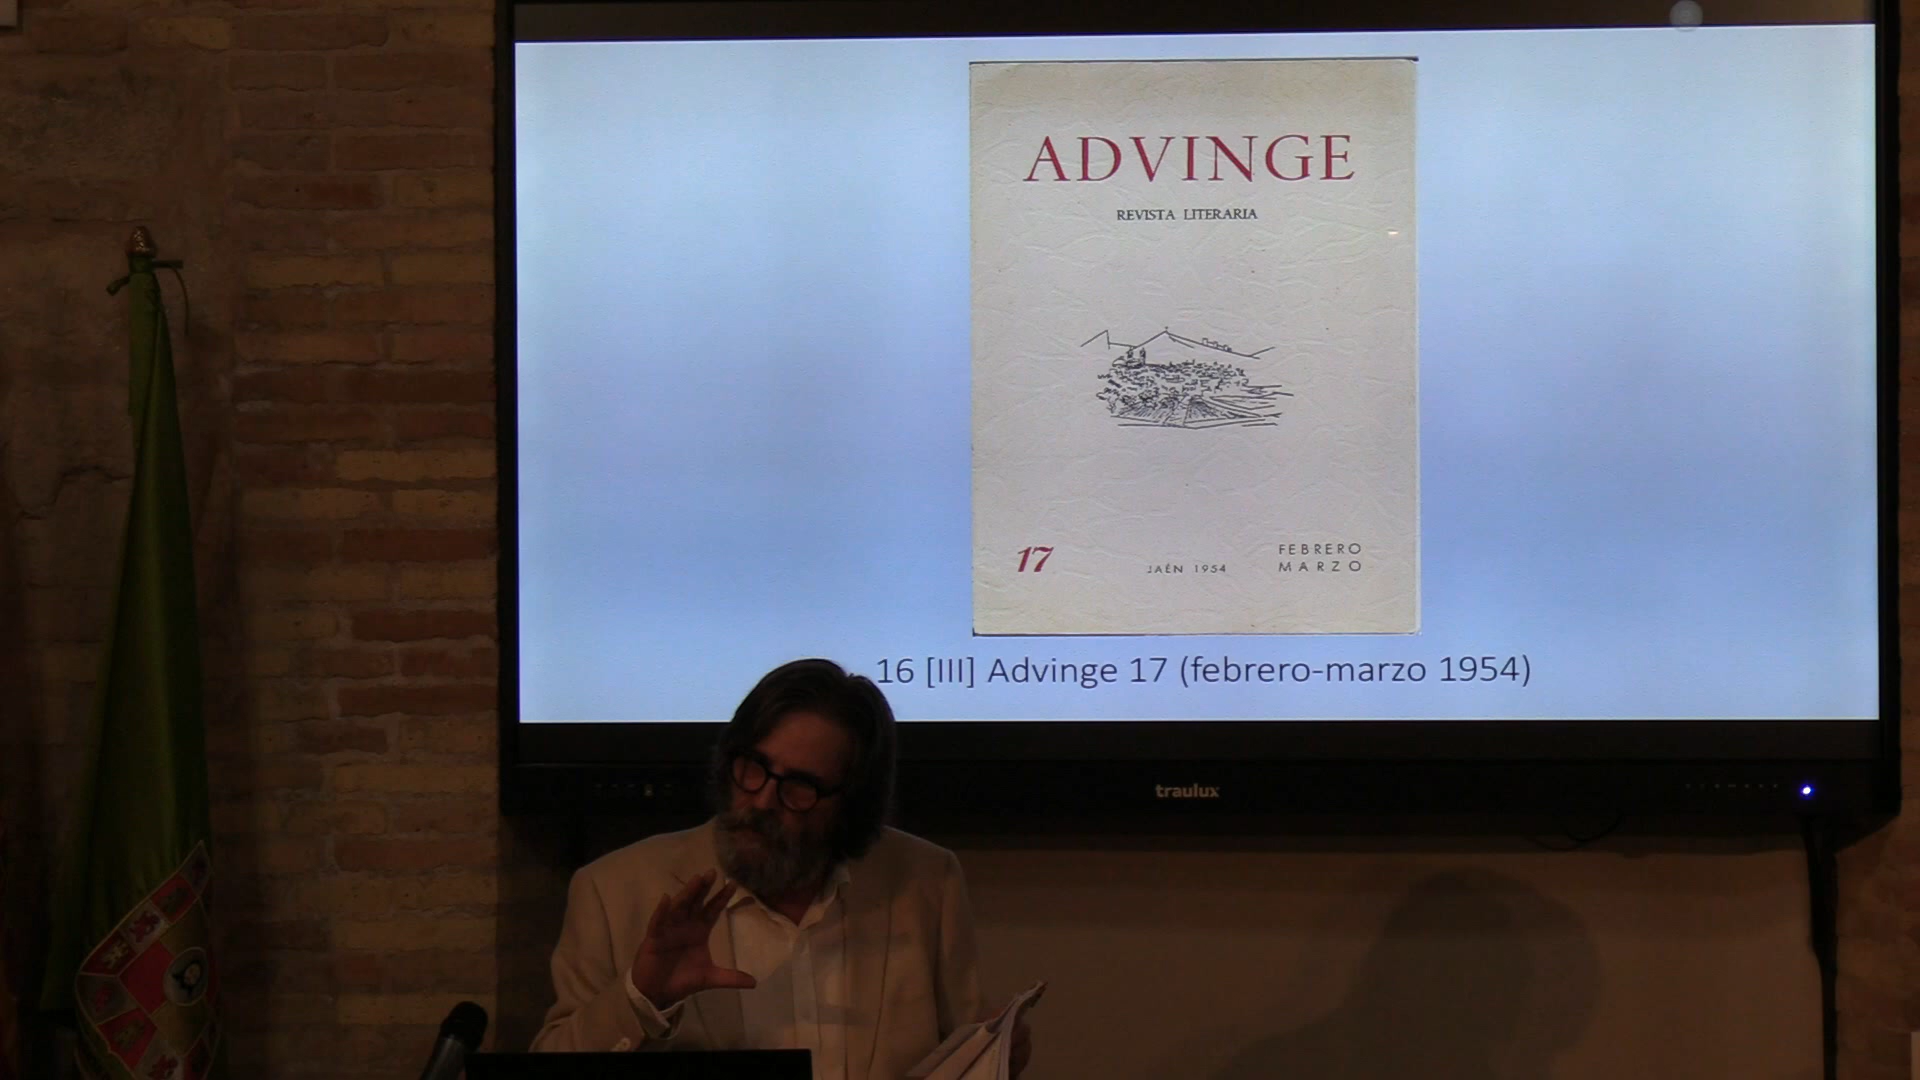 ADVINGE
REVISTA LITERARIA
17
JAÉN 1954
FEBRERO
MARZO
16 [III] Advinge 17 (febrero-marzo 1954)
traulux